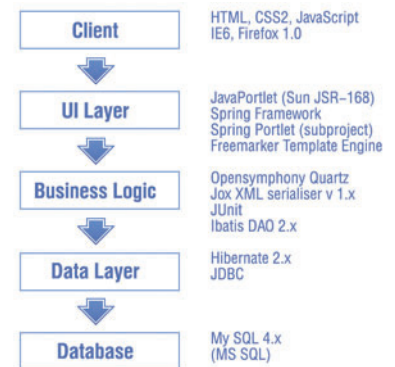 Client
HTML, CSS2, JavaScript
IE6, Firefox 1.0
UI Layer
JavaPortlet (Sun JSR–168)
Spring Framework
Spring Portlet (subproject)
Freemarker Template Engine
Business Logic
Opensymphony Quartz
Jox XML serialiser v 1.x
JUnit
Ibatis DAO 2.x
Data Layer
Hibernate 2.x
JDBC
Database
My SQL 4.x
(MS SQL)